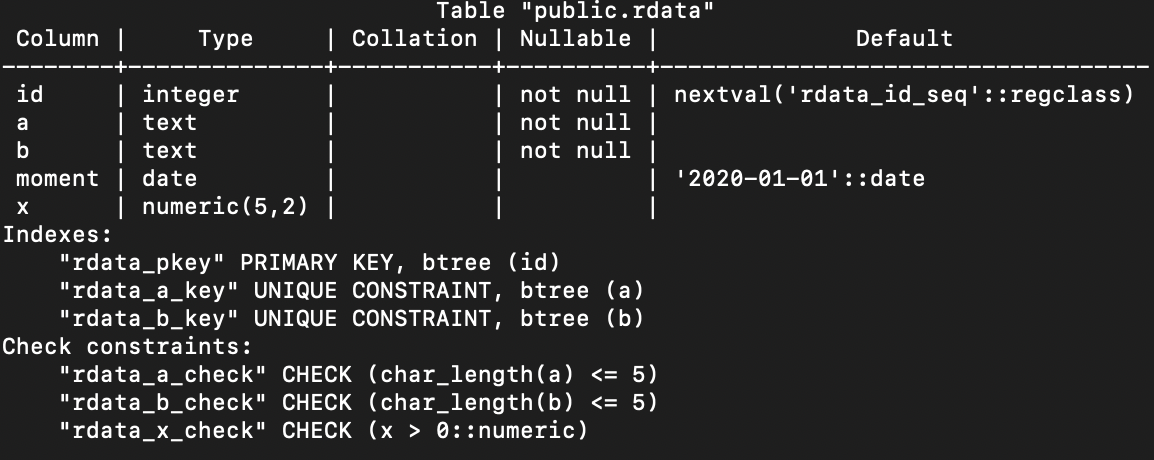 Table "public.rdata"
 Column |     Type     | Collation | Nullable |              Default
--------+--------------+-----------+----------+-----------------------------------
 id     | integer      |           | not null | nextval('rdata_id_seq'::regclass)
 a      | text         |           | not null |
 b      | text         |           | not null |
 moment | date         |           |          | '2020-01-01'::date
 x      | numeric(5,2) |           |          |
Indexes:
    "rdata_pkey" PRIMARY KEY, btree (id)
    "rdata_a_key" UNIQUE CONSTRAINT, btree (a)
    "rdata_b_key" UNIQUE CONSTRAINT, btree (b)
Check constraints:
    "rdata_a_check" CHECK (char_length(a) <= 5)
    "rdata_b_check" CHECK (char_length(b) <= 5)
    "rdata_x_check" CHECK (x > 0::numeric)